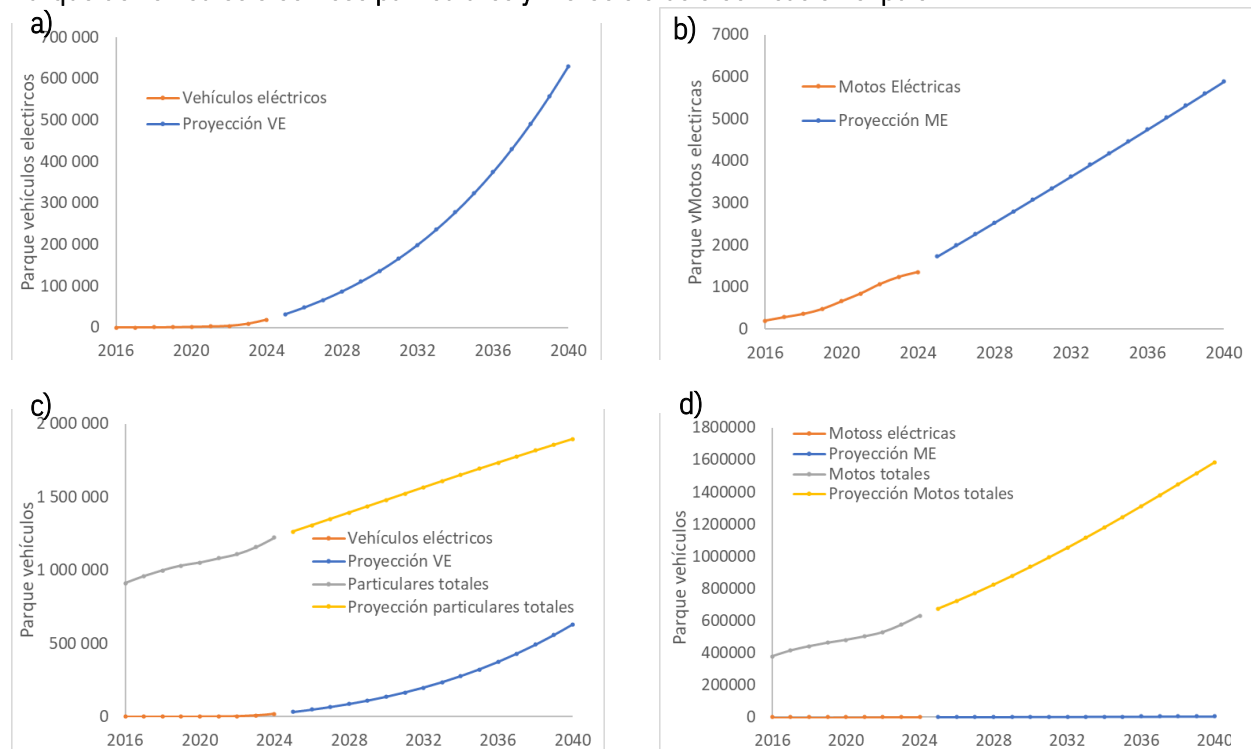 a)
700 000
600 000
500 000
400 000
300 000
200 000
100 000
0
Parque vehículos electircos
Vehículos eléctricos
Proyección VE
2016 2020 2024 2028 2032 2036 2040
b)
7000
6000
5000
4000
3000
2000
1000
0
Parque vMotos electircas
Motos Eléctricas
Proyección ME
2016 2020 2024 2028 2032 2036 2040
c)
2 000 000
1 500 000
1 000 000
500 000
0
Parque vehículos
Vehículos eléctricos
Proyección VE
Particulares totales
Proyección particulares totales
2016 2020 2024 2028 2032 2036 2040
d)
1800000
1600000
1400000
1200000
1000000
800000
600000
400000
200000
0
Parque vehículos
Motoss eléctricas
Proyección ME
Motos totales
Proyección Motos totales
2016 2020 2024 2028 2032 2036 2040